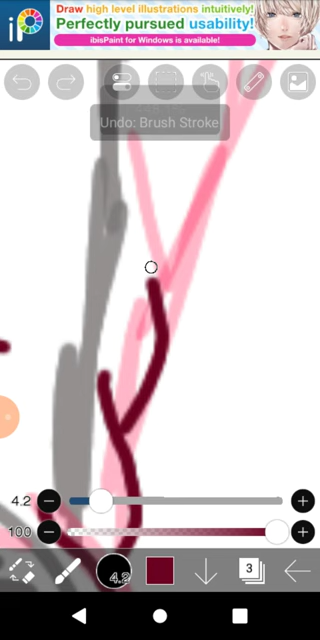 Draw high level illustrations intuitively!
Perfectly pursued usability!
ibisPaint for Windows is available!
Undo: Brush Stroke
4.2
100
4.2
3